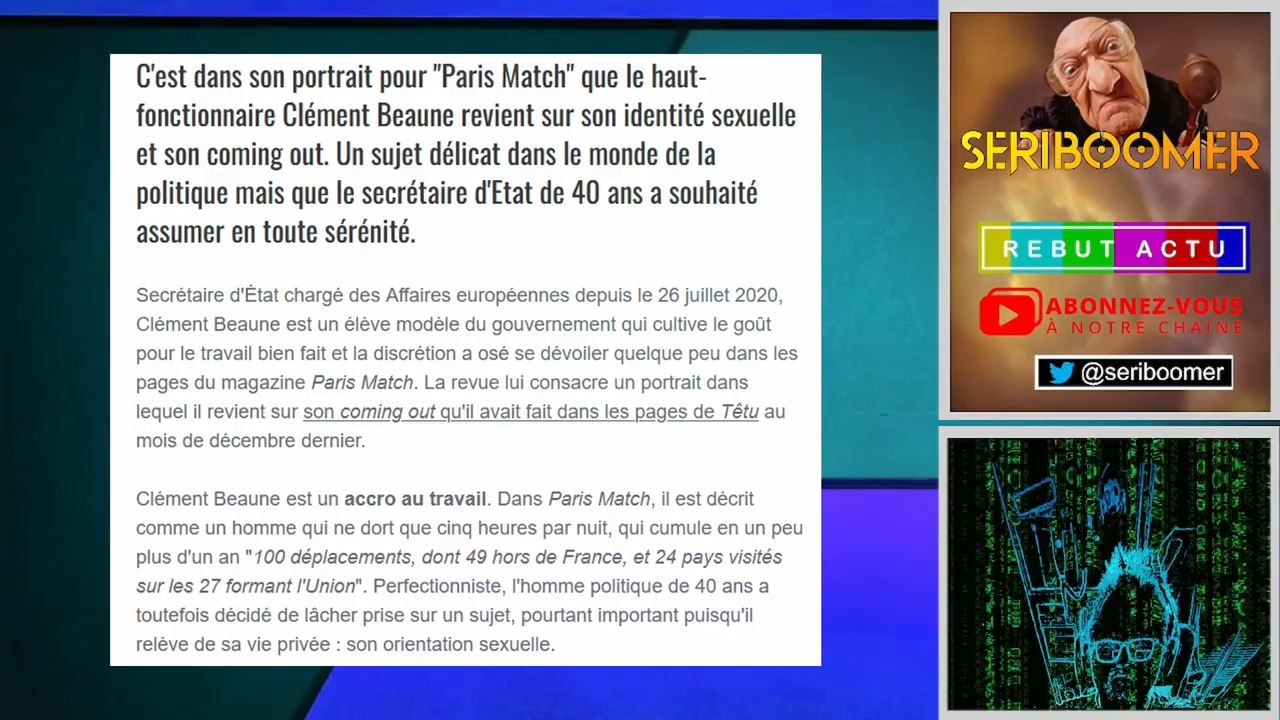 C'est dans son portrait pour "Paris Match" que le haut-
fonctionnaire Clément Beaune revient sur son identité sexuelle
et son coming out. Un sujet délicat dans le monde de la
politique mais que le secrétaire d'Etat de 40 ans a souhaité
assumer en toute sérénité.
Secrétaire d'État chargé des Affaires européennes depuis le 26 juillet 2020,
Clément Beaune est un élève modèle du gouvernement qui cultive le goût
pour le travail bien fait et la discrétion a osé se dévoiler quelque peu dans les
pages du magazine Paris Match. La revue lui consacre un portrait dans
lequel il revient sur son coming out qu'il avait fait dans les pages de Têtu au
mois de décembre dernier.
Clément Beaune est un accro au travail. Dans Paris Match, il est décrit
comme un homme qui ne dort que cinq heures par nuit, qui cumule en un peu
plus d'un an "100 déplacements, dont 49 hors de France, et 24 pays visités
sur les 27 formant l'Union". Perfectionniste, l'homme politique de 40 ans a
toutefois décidé de lâcher prise sur un sujet, pourtant important puisqu'il
relève de sa vie privée : son orientation sexuelle.
SERIBOOMER
REBUT ACTU
ABONNEZ-VOUS
À NOTRE CHAINE
@seriboomer